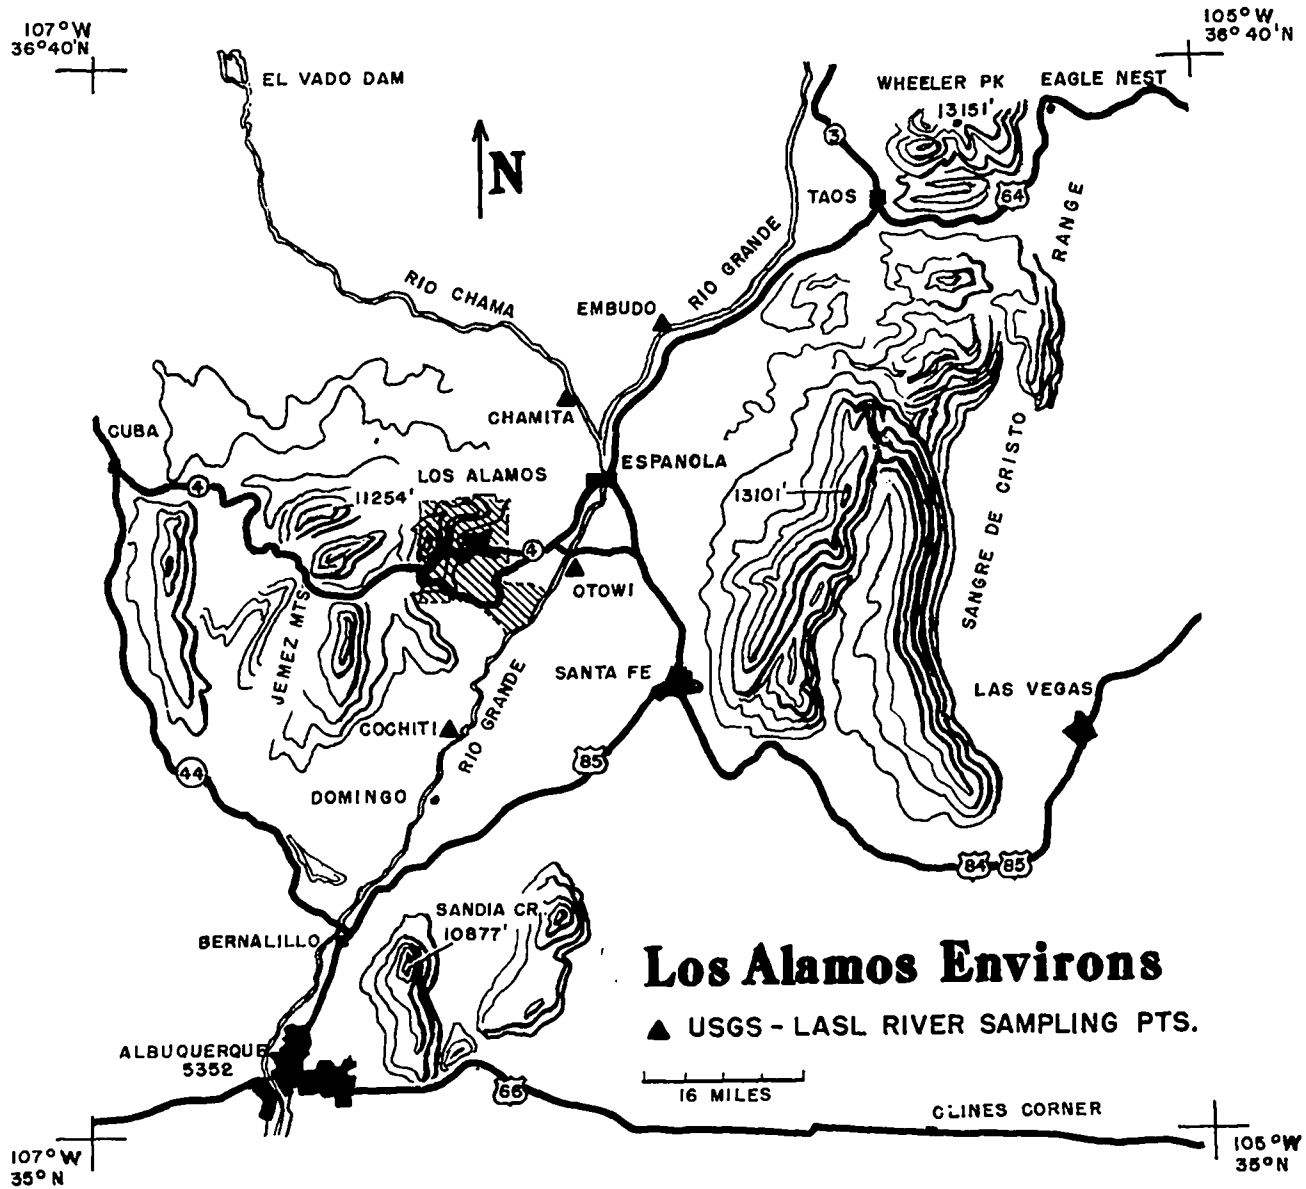 107°W
36°40'N
105°W
36°40'N
EL VADO DAM
WHEELER PK
13151'
EAGLE NEST
N
3
TAOS
64
RANGE
RIO CHAMA
RIO GRANDE
EMBUDO
CHAMITA
CUBA
ESPANOLA
LOS ALAMOS
4
11254'
13101'
SANGRE DE CRISTO
4
OTOWI
JEMEZ MTS
SANTA FE
LAS VEGAS
COCHITI
RIO GRANDE
85
44
DOMINGO
84
85
SANDIA CR.
10877'
BERNALILLO
Los Alamos Environs
USGS - LASL RIVER SAMPLING PTS.
ALBUQUERQUE
5352
16 MILES
66
CLINES CORNER
107°W
35°N
105°W
35°N